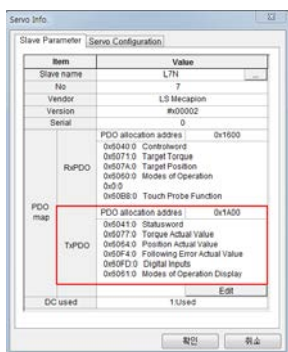 Servo Info.
Slave Parameter Servo Configuration
Item Value
Slave name L7N ...
No 7
Vendor LS Mecapion
Version #x00002
Serial 0
PDO map
RxPDO
PDO allocation addres 0x1600
0x6040:0 Controlword
0x6071:0 Target Torque
0x607A:0 Target Position
0x6060:0 Modes of Operation
0x0:0
0x60B8:0 Touch Probe Function
TxPDO
PDO allocation addres 0x1A00
0x6041:0 Statusword
0x6077:0 Torque Actual Value
0x6064:0 Position Actual Value
0x60F4:0 Following Error Actual Value
0x60FD:0 Digital Inputs
0x6061:0 Modes of Operation Display
Edit
DC used 1:Used
확인 취소